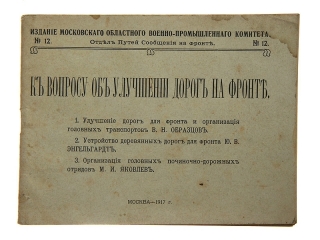 ИЗДАНІЕ МОСКОВСКАГО ОБЛАСТНОГО ВОЕННО-ПРОМЫШЛЕННАГО КОМИТЕТА.
№ 12. Отдѣлъ Путей Сообщенія на фронтѣ. № 12.
КЪ ВОПРОСУ ОБЪ УЛУЧШЕНІИ ДОРОГЪ НА ФРОНТѢ.
1. Улучшеніе дорогъ для фронта и организація
головныхъ транспортовъ В. Н. ОБРАЗЦОВЪ.
2. Устройство деревянныхъ дорогъ для фронта Ю. В.
ЭНГЕЛЬГАРДТЪ.
3. Организація головныхъ починочно-дорожныхъ
отрядовъ М. И. ЯКОВЛЕВЪ.
МОСКВА—1917 г.